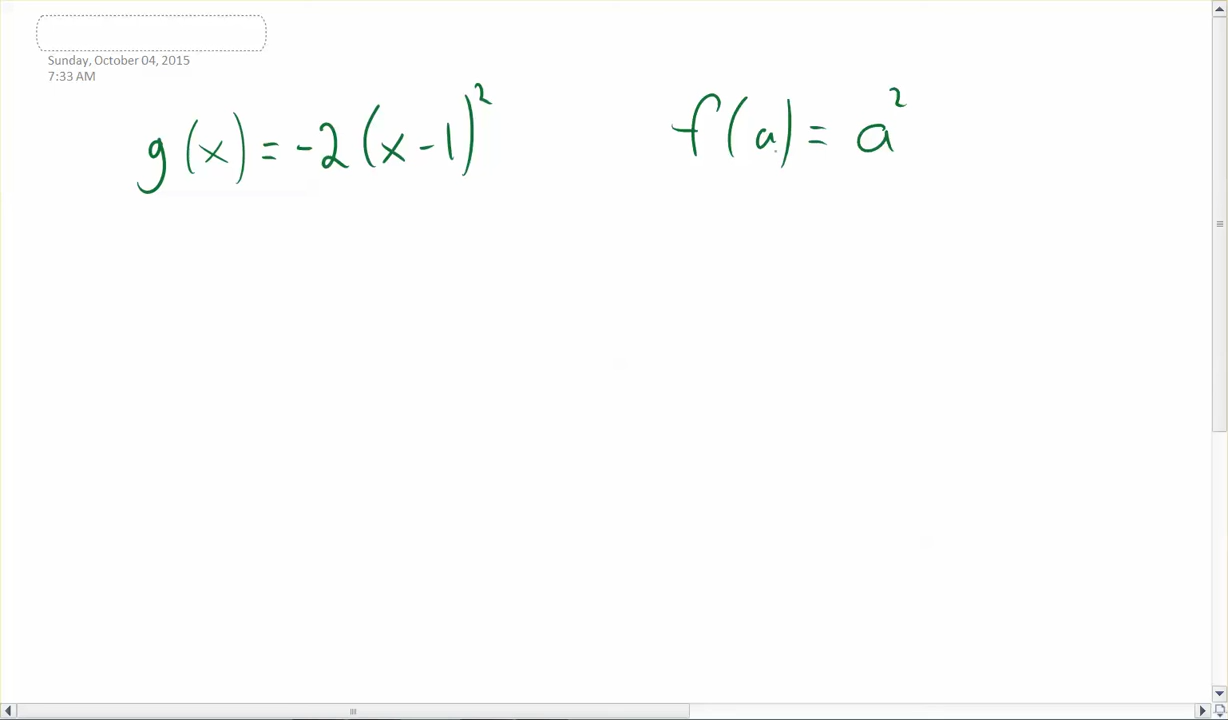 Sunday, October 04, 2015
7:33 AM
g(x) = -2(x-1)²
f(a) = a²